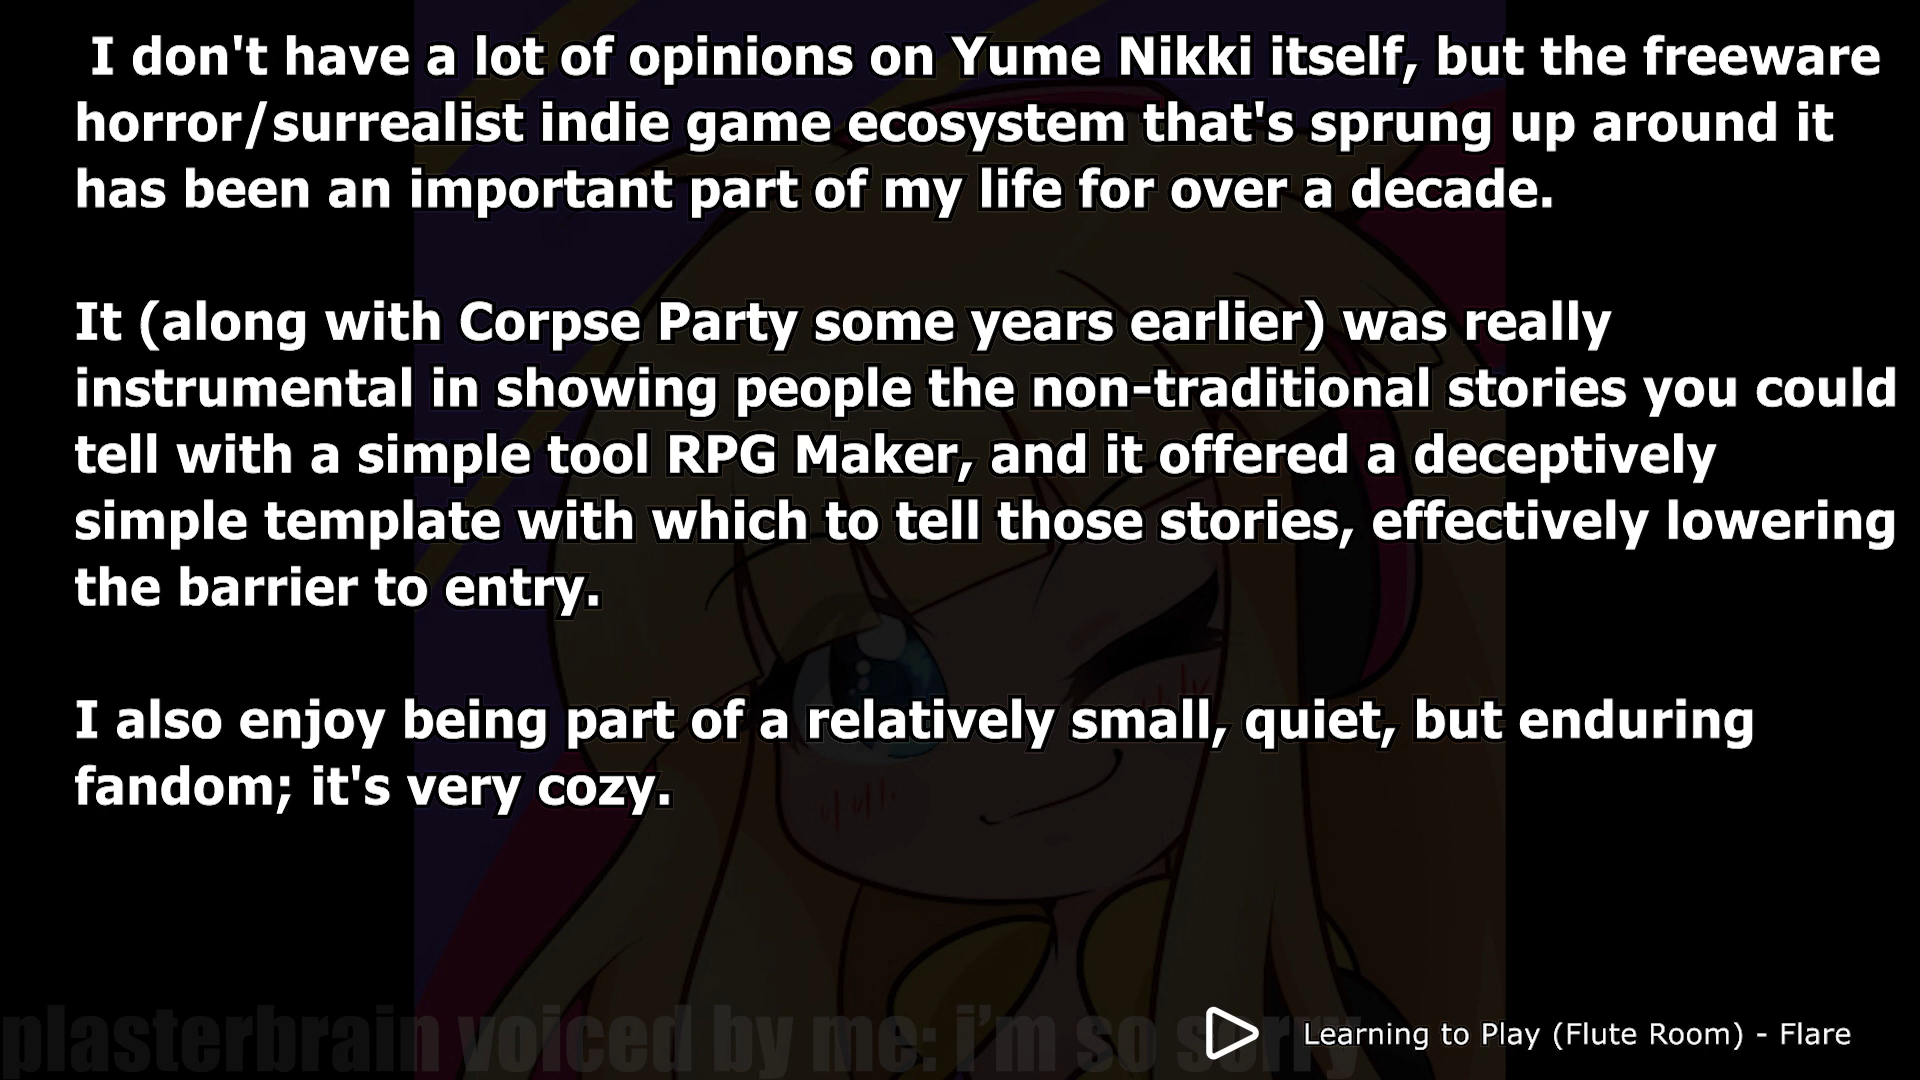 I don't have a lot of opinions on Yume Nikki itself, but the freeware
horror/surrealist indie game ecosystem that's sprung up around it
has been an important part of my life for over a decade.
It (along with Corpse Party some years earlier) was really
instrumental in showing people the non-traditional stories you could
tell with a simple tool RPG Maker, and it offered a deceptively
simple template with which to tell those stories, effectively lowering
the barrier to entry.
I also enjoy being part of a relatively small, quiet, but enduring
fandom; it's very cozy.
plasterbrain voiced by me: i'm so sorry
Learning to Play (Flute Room) - Flare